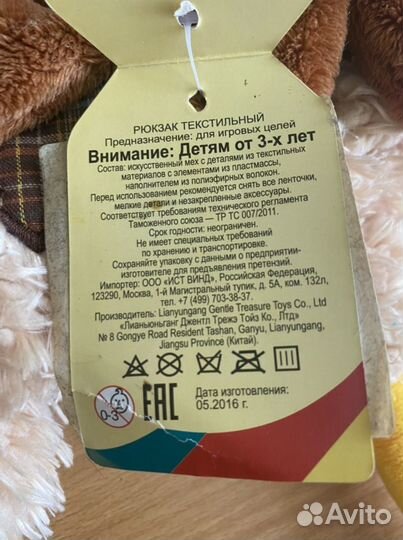 РЮКЗАК ТЕКСТИЛЬНЫЙ
Предназначение: для игровых целей
Внимание: Детям от 3-х лет
Состав: искусственный мех с деталями из текстильных
материалов с элементами из пластмассы,
наполнителем из полиэфирных волокон.
Перед использованием рекомендуется снять все ленточки,
мелкие детали и незакрепленные аксессуары.
Соответствует требованиям технического регламента
Таможенного союза — ТР ТС 007/2011.
Срок годности: неограничен.
Не имеет специальных требований
по хранению и транспортировке.
Сохраняйте упаковку с данными о предприятии-
изготовителе для предъявления претензий.
Импортер: ООО «ИСТ ВИНД», Российская Федерация,
123290, Москва, 1-й Магистральный тупик, д. 5А, ком. 132л,
тел. +7 (499) 703-38-37.
Производитель: Lianyungang Gentle Treasure Toys Co., Ltd
«Лианьюньганг Джентл Трежэ Тойз Ко., Лтд»
№ 8 Gongye Road Resident Tashan, Ganyu, Lianyungang,
Jiangsu Province (Китай).
0-3
ЕАС
Дата изготовления:
05.2016 г.
Avito